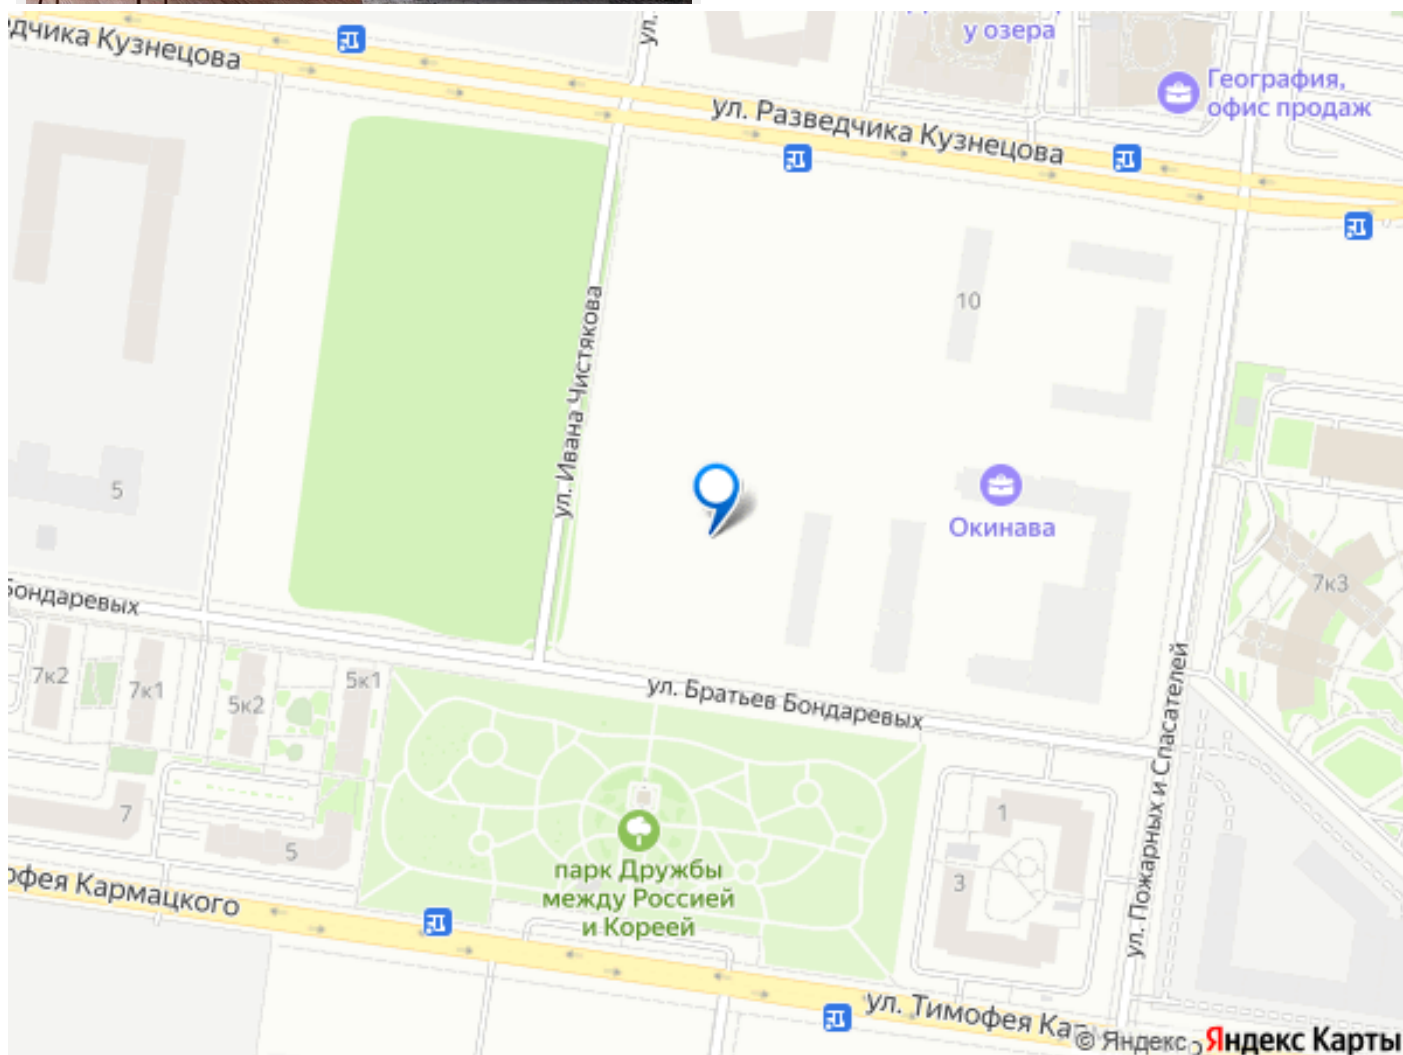 дчика Кузнецова
ул.
у озера
География,
офис продаж
ул. Разведчика Кузнецова
10
ул. Ивана Чистякова
5
Окинава
7к3
Бондаревых
7к2
7к1
5к2
5к1
ул. Братьев Бондаревых
ул. Пожарных и Спасателей
7
5
1
3
парк Дружбы
между Россией
и Кореей
офея Кармацкого
ул. Тимофея Ка
© Яндекс Яндекс Карты